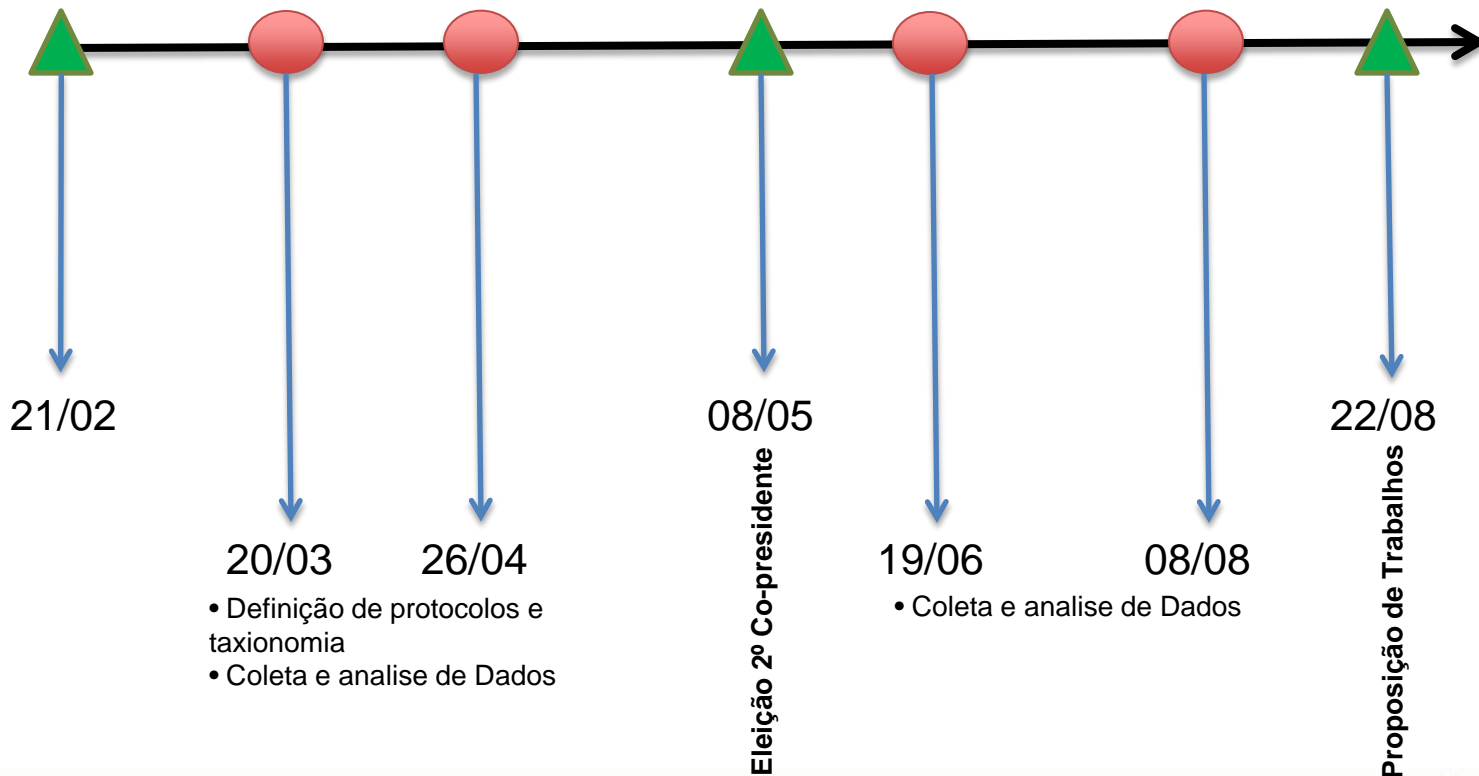 21/02
08/05
22/08
Eleição 2º Co-presidente
Proposição de Trabalhos
20/03
26/04
19/06
08/08
• Definição de protocolos e
taxionomia
• Coleta e analise de Dados
• Coleta e analise de Dados